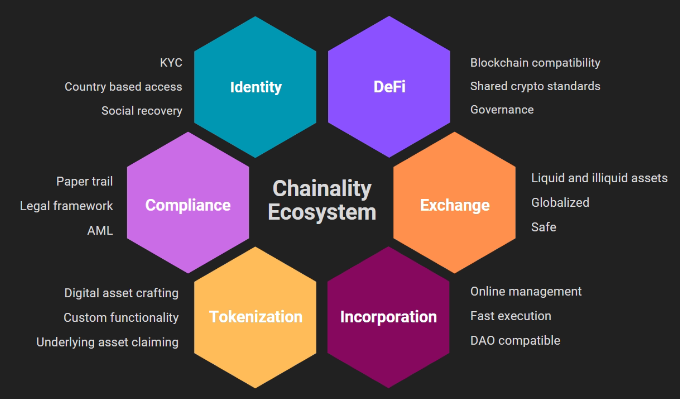 KYC
Country based access
Social recovery
Identity
DeFi
Blockchain compatibility
Shared crypto standards
Governance
Paper trail
Legal framework
AML
Compliance
Chainality
Ecosystem
Exchange
Liquid and illiquid assets
Globalized
Safe
Digital asset crafting
Custom functionality
Underlying asset claiming
Tokenization
Incorporation
Online management
Fast execution
DAO compatible